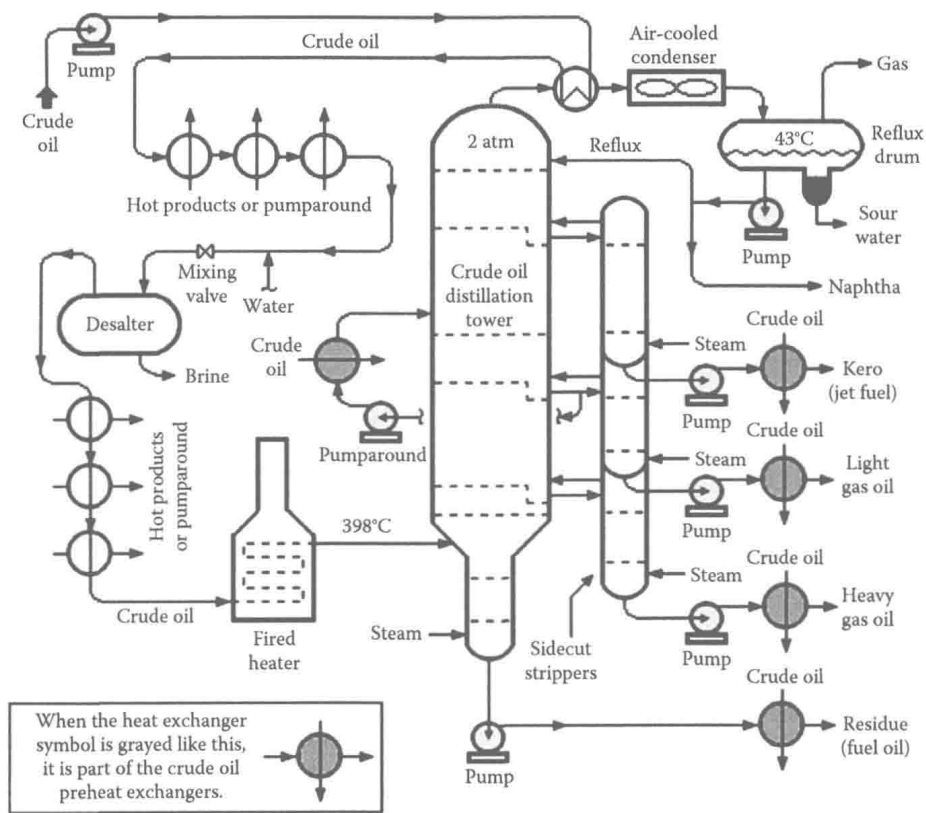 Crude oil
Pump
Crude
oil
Air-cooled
condenser
Gas
43°C
Reflux
drum
2 atm
Reflux
Hot products or pumparound
Sour
water
Pump
Mixing
valve
Water
Naphtha
Crude oil
distillation
tower
Desalter
Brine
Crude
oil
Steam
Crude oil
Kero
(jet fuel)
Pump
Pumparound
Crude oil
Steam
Light
gas oil
Pump
Hot products
or pumparound
398°C
Crude oil
Steam
Heavy
gas oil
Pump
Crude oil
Fired
heater
Steam
Sidecut
strippers
Crude oil
Residue
(fuel oil)
Pump
When the heat exchanger
symbol is grayed like this,
it is part of the crude oil
preheat exchangers.